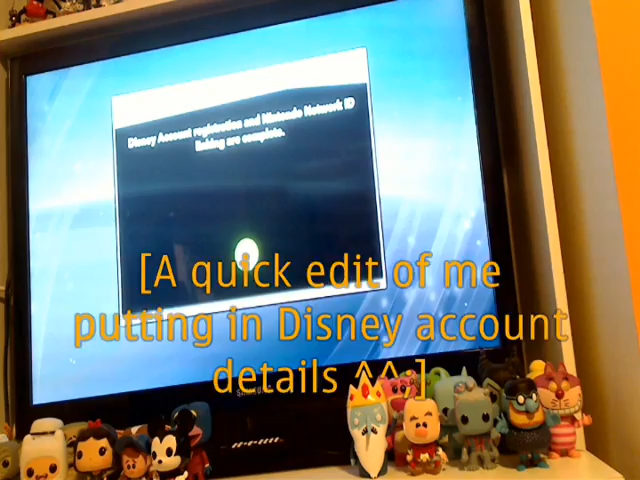 Disney Account registration and Nintendo Network ID
linking are complete.
[A quick edit of me
putting in Disney account
details ^^ ]